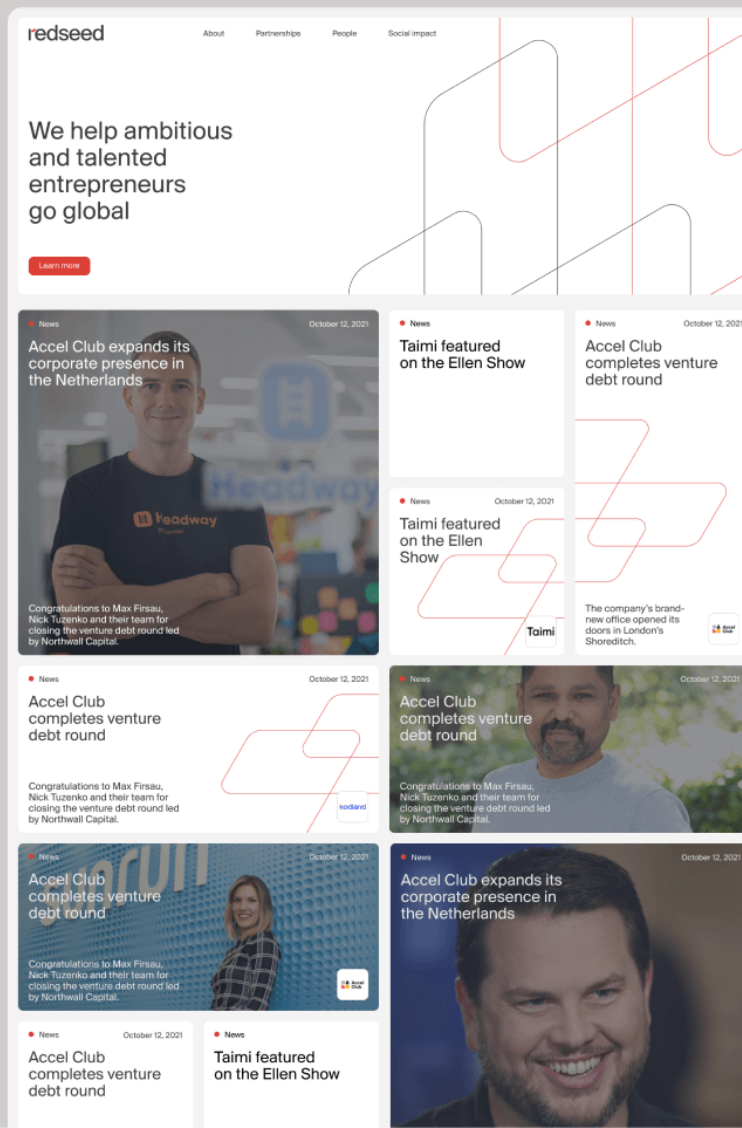 redseed
About
Partnerships
People
Social impact
We help ambitious
and talented
entrepreneurs
go global
Learn more
News
October 12, 2021
Accel Club expands its
corporate presence in
the Netherlands
Headway
Headway
Congratulations to Max Firsau,
Nick Tuzenko and their team for
closing the venture debt round led
by Northwall Capital.
News
Taimi featured
on the Ellen Show
News
October 12, 2021
Taimi featured
on the Ellen
Show
Taimi
News
October 12, 2021
Accel Club
completes venture
debt round
The company's brand-
new office opened its
doors in London's
Shoreditch.
Accel
Club
News
October 12, 2021
Accel Club
completes venture
debt round
Congratulations to Max Firsau,
Nick Tuzenko and their team for
closing the venture debt round led
by Northwall Capital.
kodland
News
October 12, 2021
Accel Club
completes venture
debt round
Congratulations to Max Firsau,
Nick Tuzenko and their team for
closing the venture debt round led
by Northwall Capital.
News
October 12, 2021
Accel Club
completes venture
debt round
Congratulations to Max Firsau,
Nick Tuzenko and their team for
closing the venture debt round led
by Northwall Capital.
Accel
Club
News
October 12, 2021
Accel Club expands its
corporate presence in
the Netherlands
News
October 12, 2021
Accel Club
completes venture
debt round
News
Taimi featured
on the Ellen Show